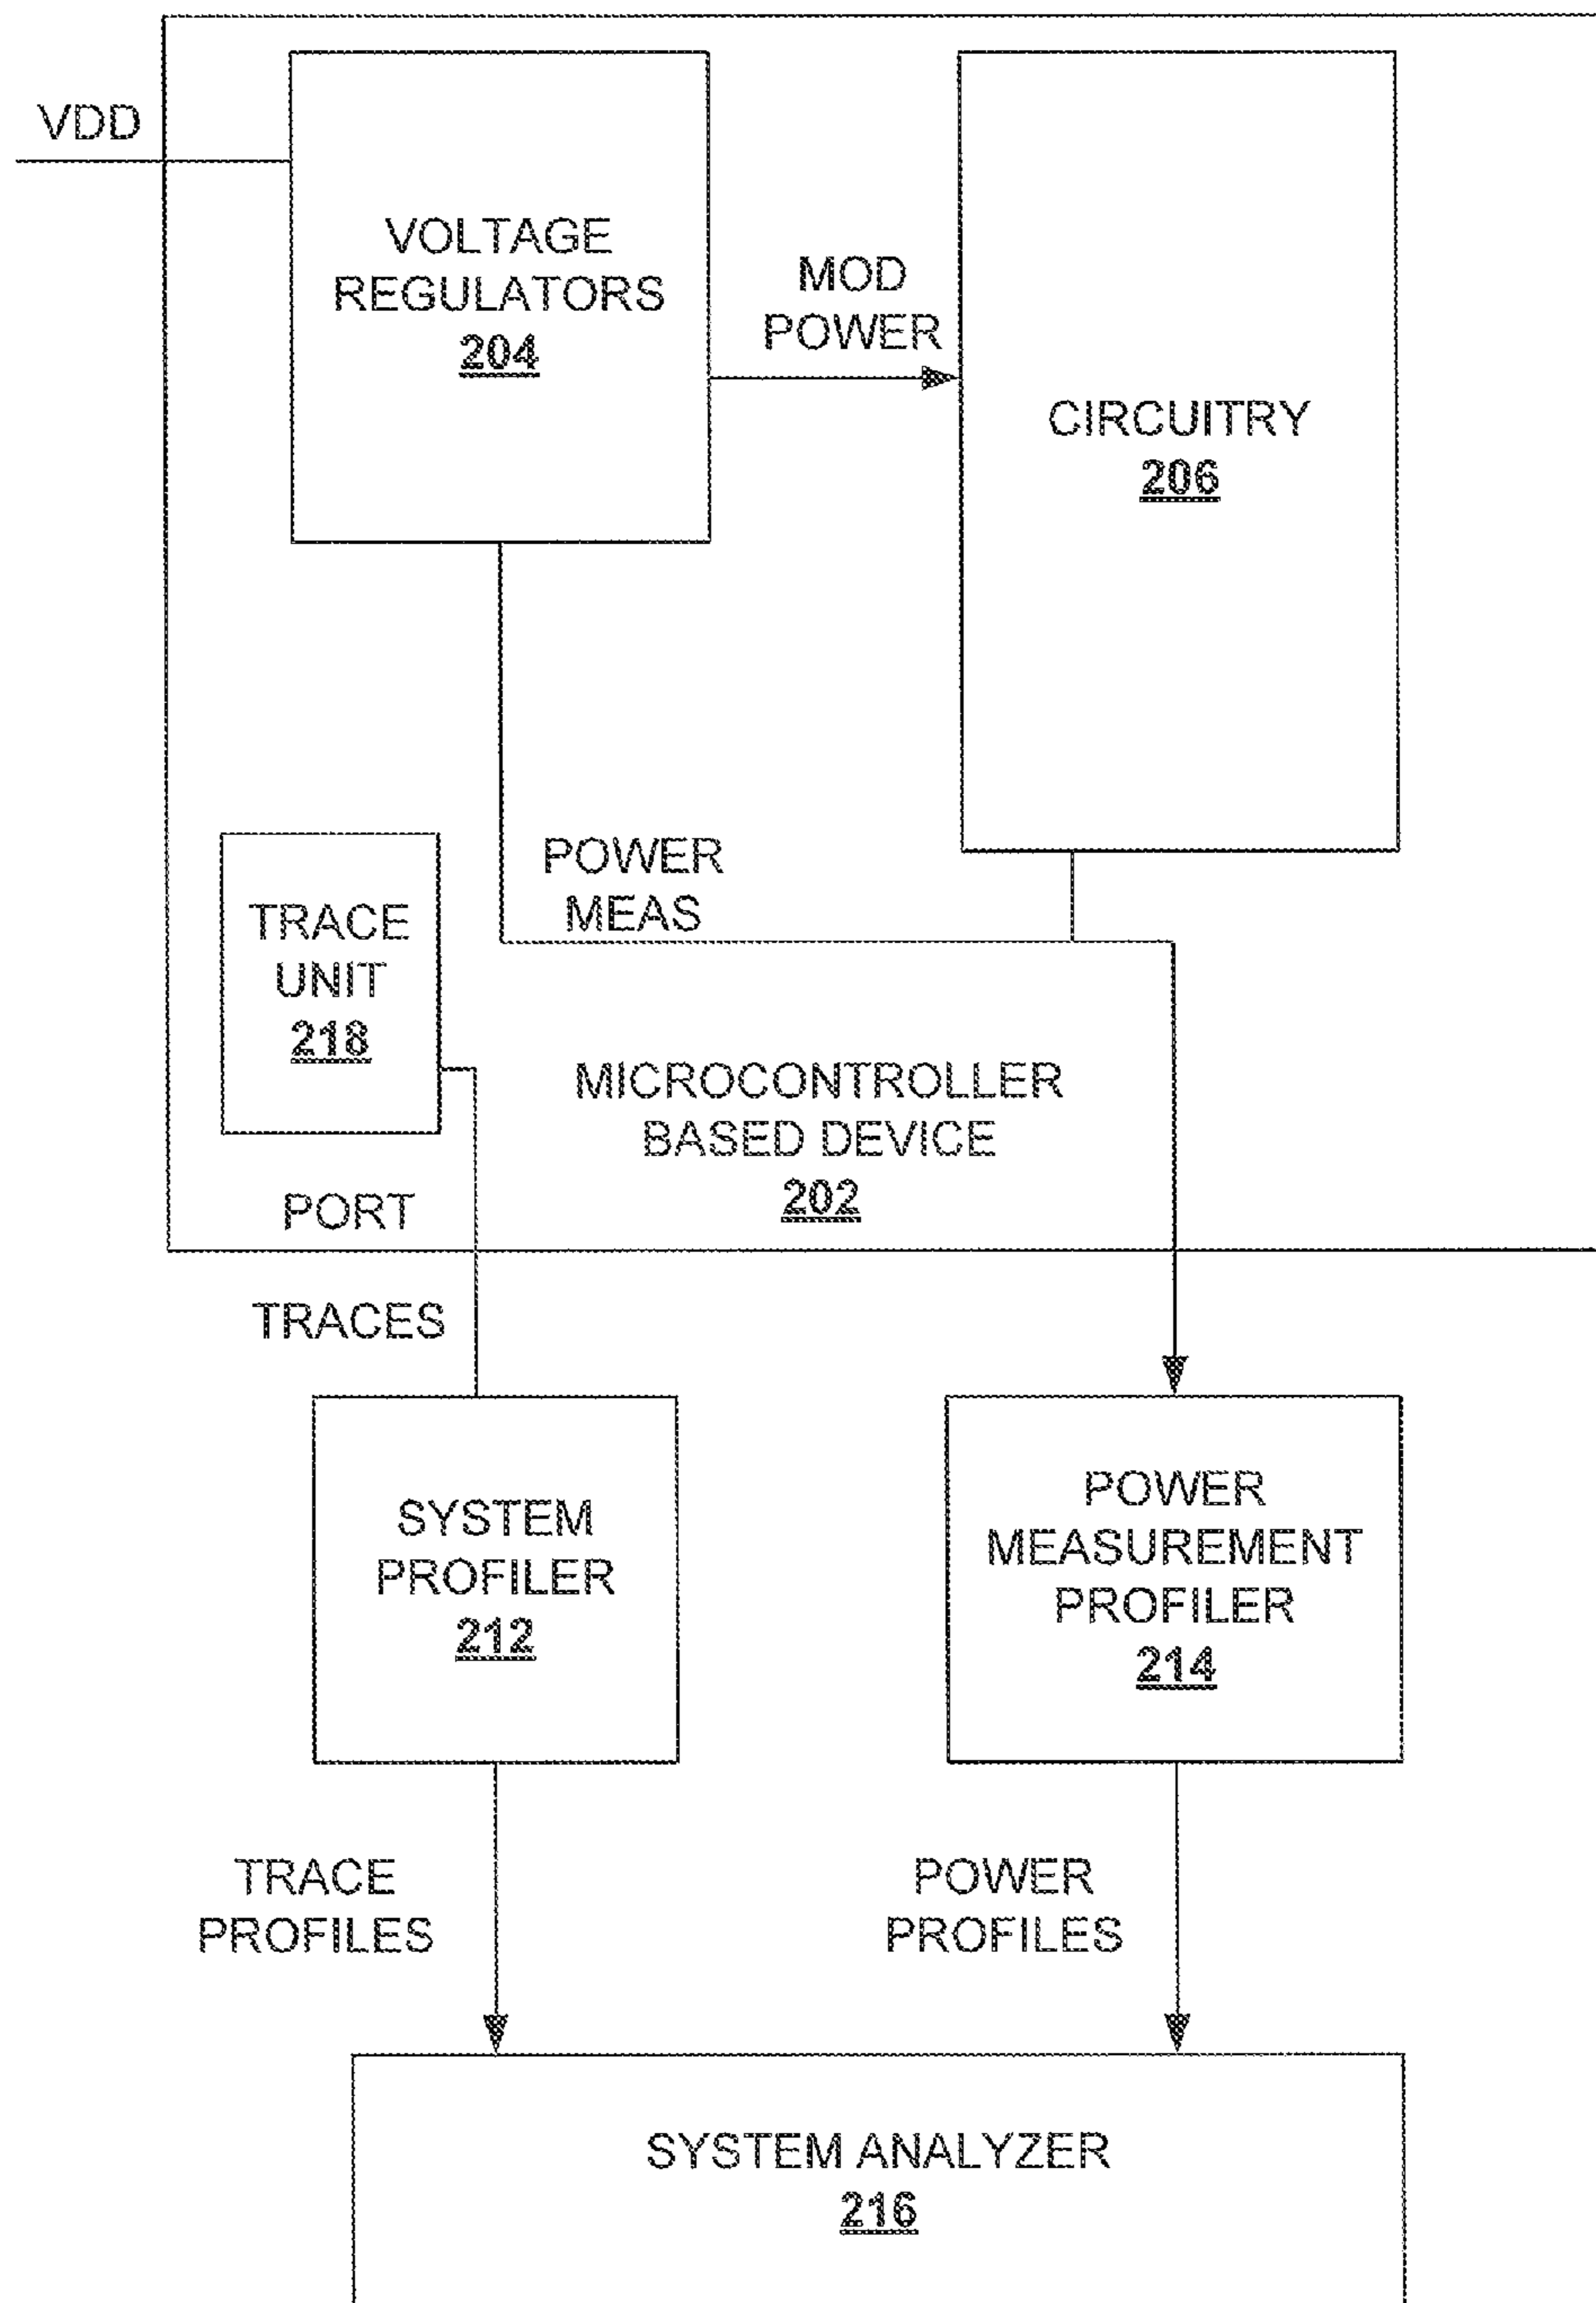 VDD
VOLTAGE
REGULATORS
204
MOD
POWER
CIRCUITRY
206
POWER
MEAS
TRACE
UNIT
218
MICROCONTROLLER
BASED DEVICE
202
PORT
TRACES
SYSTEM
PROFILER
212
POWER
MEASUREMENT
PROFILER
214
TRACE
PROFILES
POWER
PROFILES
SYSTEM ANALYZER
216